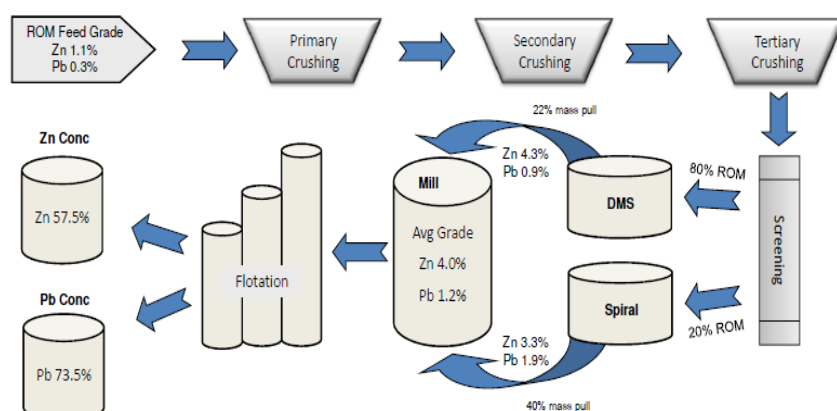 ROM Feed Grade
Zn 1.1%
Pb 0.3%
Primary
Crushing
Secondary
Crushing
Tertiary
Crushing
22% mass pull
Zn 4.3%
Pb 0.9%
80% ROM
DMS
Screening
Zn Conc
Zn 57.5%
Flotation
Mill
Avg Grade
Zn 4.0%
Pb 1.2%
Spiral
20% ROM
Zn 3.3%
Pb 1.9%
40% mass pull
Pb Conc
Pb 73.5%